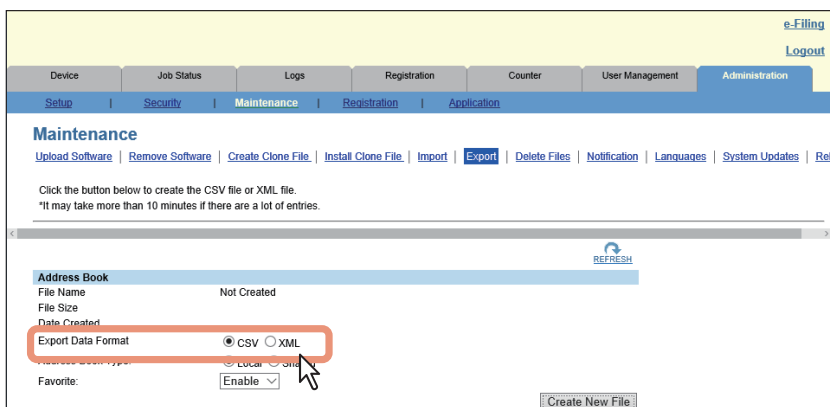 e-Filing
Logout
Device Job Status Logs Registration Counter User Management Administration
Setup | Security | Maintenance | Registration | Application
Maintenance
Upload Software | Remove Software | Create Clone File | Install Clone File | Import | Export | Delete Files | Notification | Languages | System Updates |
Click the button below to create the CSV file or XML file.
*It may take more than 10 minutes if there are a lot of entries.
REFRESH
Address Book
File Name Not Created
File Size
Date Created
Export Data Format CSV XML
Address Book Type: Local
Favorite: Enable
Create New File